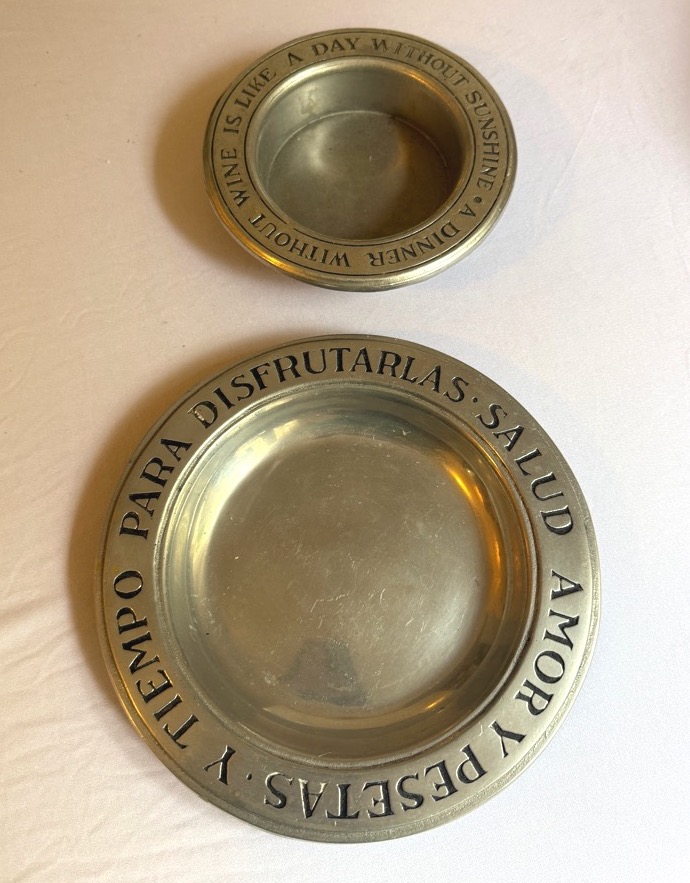 A DINNER WITHOUT WINE IS LIKE A DAY WITHOUT SUNSHINE •
SALUD AMOR Y PESETAS · Y TIEMPO PARA DISFRUTARLAS ·